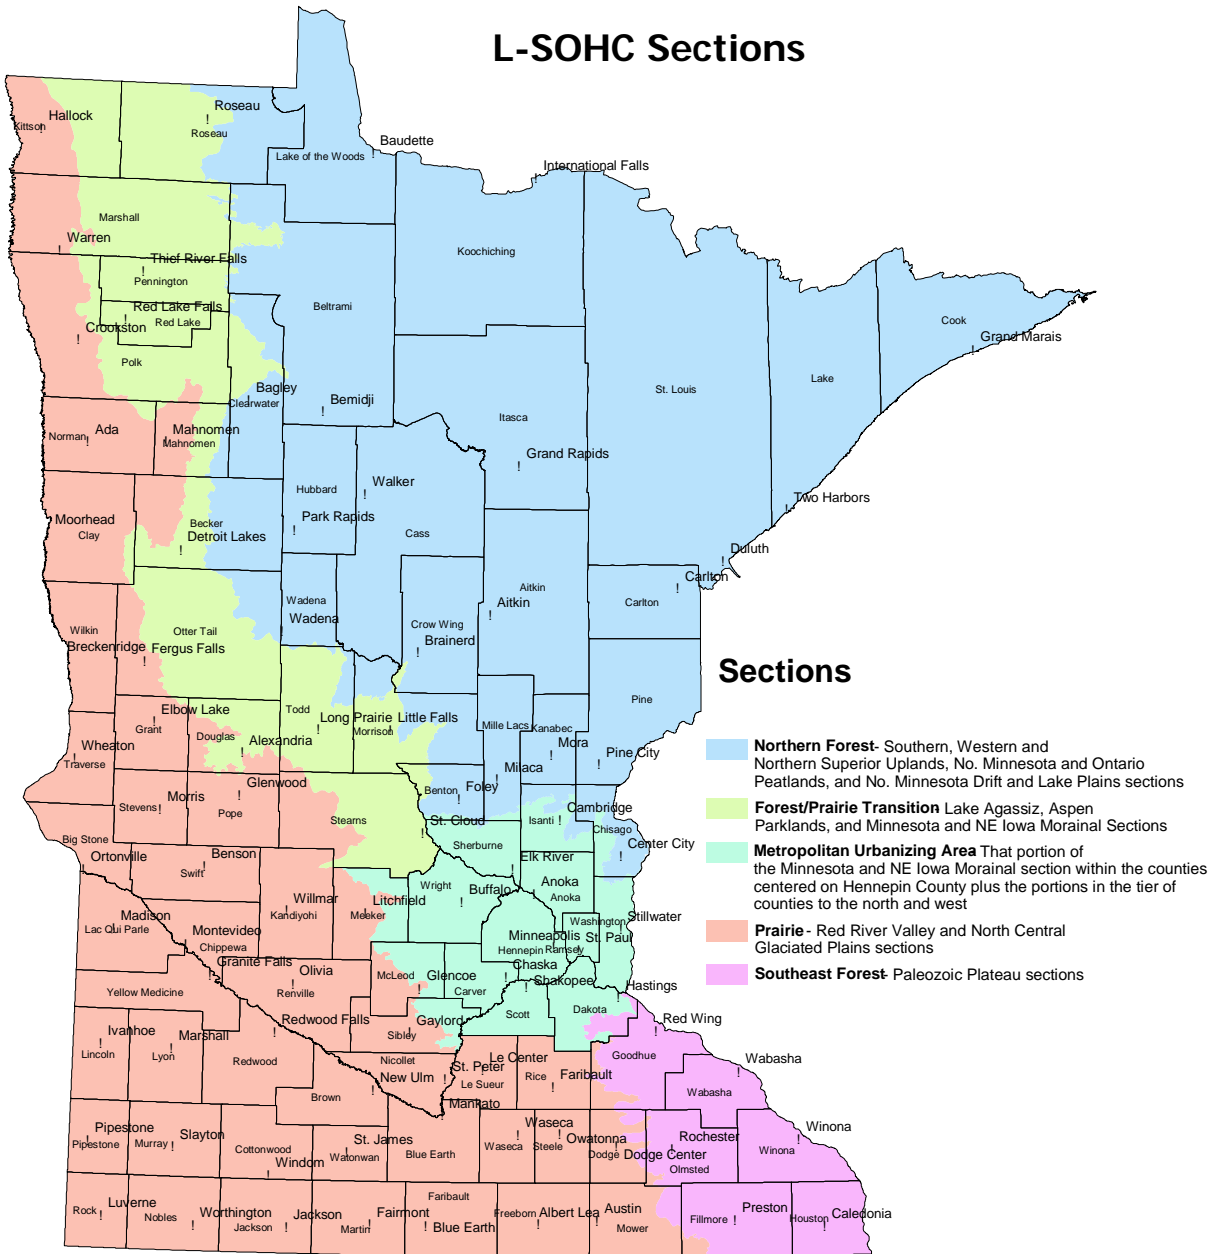 L-SOHC Sections
Roseau
Hallock
Kittson
Roseau
Baudette
Lake of the Woods
International Falls
Marshall
Warren
Koochiching
Thief River Falls
Pennington
Red Lake Falls
Red Lake
Beltrami
Crookston
Cook
Grand Marais
Polk
Lake
St. Louis
Bagley
Clearwater
Bemidji
Itasca
Norman
Ada
Mahnomen
Mahnomen
Grand Rapids
Walker
Hubbard
Two Harbors
Moorhead
Clay
Becker
Detroit Lakes
Park Rapids
Cass
Duluth
Carlton
Aitkin
Aitkin
Carlton
Wadena
Wadena
Crow Wing
Brainerd
Wilkin
Breckenridge
Otter Tail
Fergus Falls
Sections
Pine
Elbow Lake
Grant
Douglas
Alexandria
Todd
Long Prairie
Little Falls
Morrison
Mille Lacs
Kanabec
Mora
Pine City
Wheaton
Traverse
Milaca
Northern Forest- Southern, Western and
Northern Superior Uplands, No. Minnesota and Ontario
Peatlands, and No. Minnesota Drift and Lake Plains sections
Glenwood
Morris
Stevens
Pope
Benton
Foley
Cambridge
Isanti
Chisago
Center City
Stearns
St. Cloud
Forest/Prairie Transition- Lake Agassiz, Aspen
Parklands, and Minnesota and NE Iowa Morainal Sections
Big Stone
Ortonville
Benson
Swift
Sherburne
Elk River
Metropolitan Urbanizing Area That portion of
the Minnesota and NE Iowa Morainal section within the counties
centered on Hennepin County plus the portions in the tier of
counties to the north and west
Wright
Buffalo
Anoka
Anoka
Willmar
Kandiyohi
Litchfield
Meeker
Madison
Lac Qui Parle
Montevideo
Chippewa
Stillwater
Washington
Minneapolis
St. Paul
Hennepin
Ramsey
Prairie - Red River Valley and North Central
Glaciated Plains sections
Granite Falls
Olivia
Renville
McLeod
Glencoe
Carver
Chaska
Shakopee
Southeast Forest- Paleozoic Plateau sections
Hastings
Yellow Medicine
Scott
Dakota
Redwood Falls
Gaylord
Sibley
Red Wing
Ivanhoe
Lincoln
Marshall
Lyon
Redwood
Nicollet
New Ulm
St. Peter
Le Center
Le Sueur
Rice
Faribault
Goodhue
Wabasha
Wabasha
Brown
Mankato
Pipestone
Pipestone
Murray
Slayton
Cottonwood
Windom
St. James
Watonwan
Blue Earth
Waseca
Waseca
Steele
Owatonna
Dodge
Dodge Center
Rochester
Olmsted
Winona
Winona
Rock
Luverne
Nobles
Worthington
Jackson
Jackson
Martin
Fairmont
Faribault
Blue Earth
Freeborn
Albert Lea
Austin
Mower
Fillmore
Preston
Houston
Caledonia